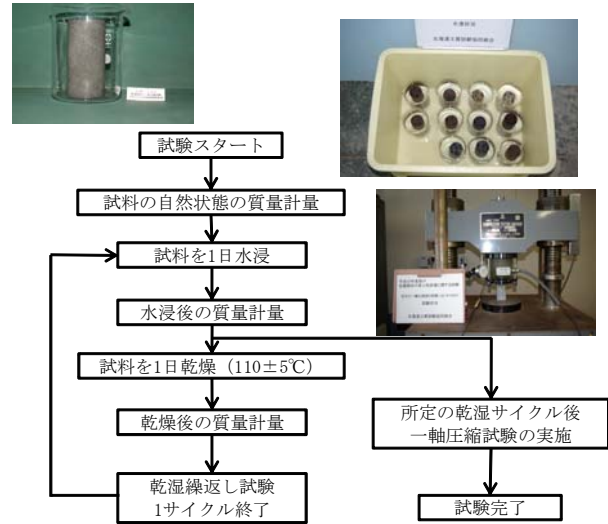 試験スタート
試料の自然状態の質量計量
試料を1日水浸
水浸後の質量計量
試料を1日乾燥（110±5℃）
乾燥後の質量計量
乾湿繰返し試験
1サイクル終了
所定の乾湿サイクル後
一軸圧縮試験の実施
試験完了